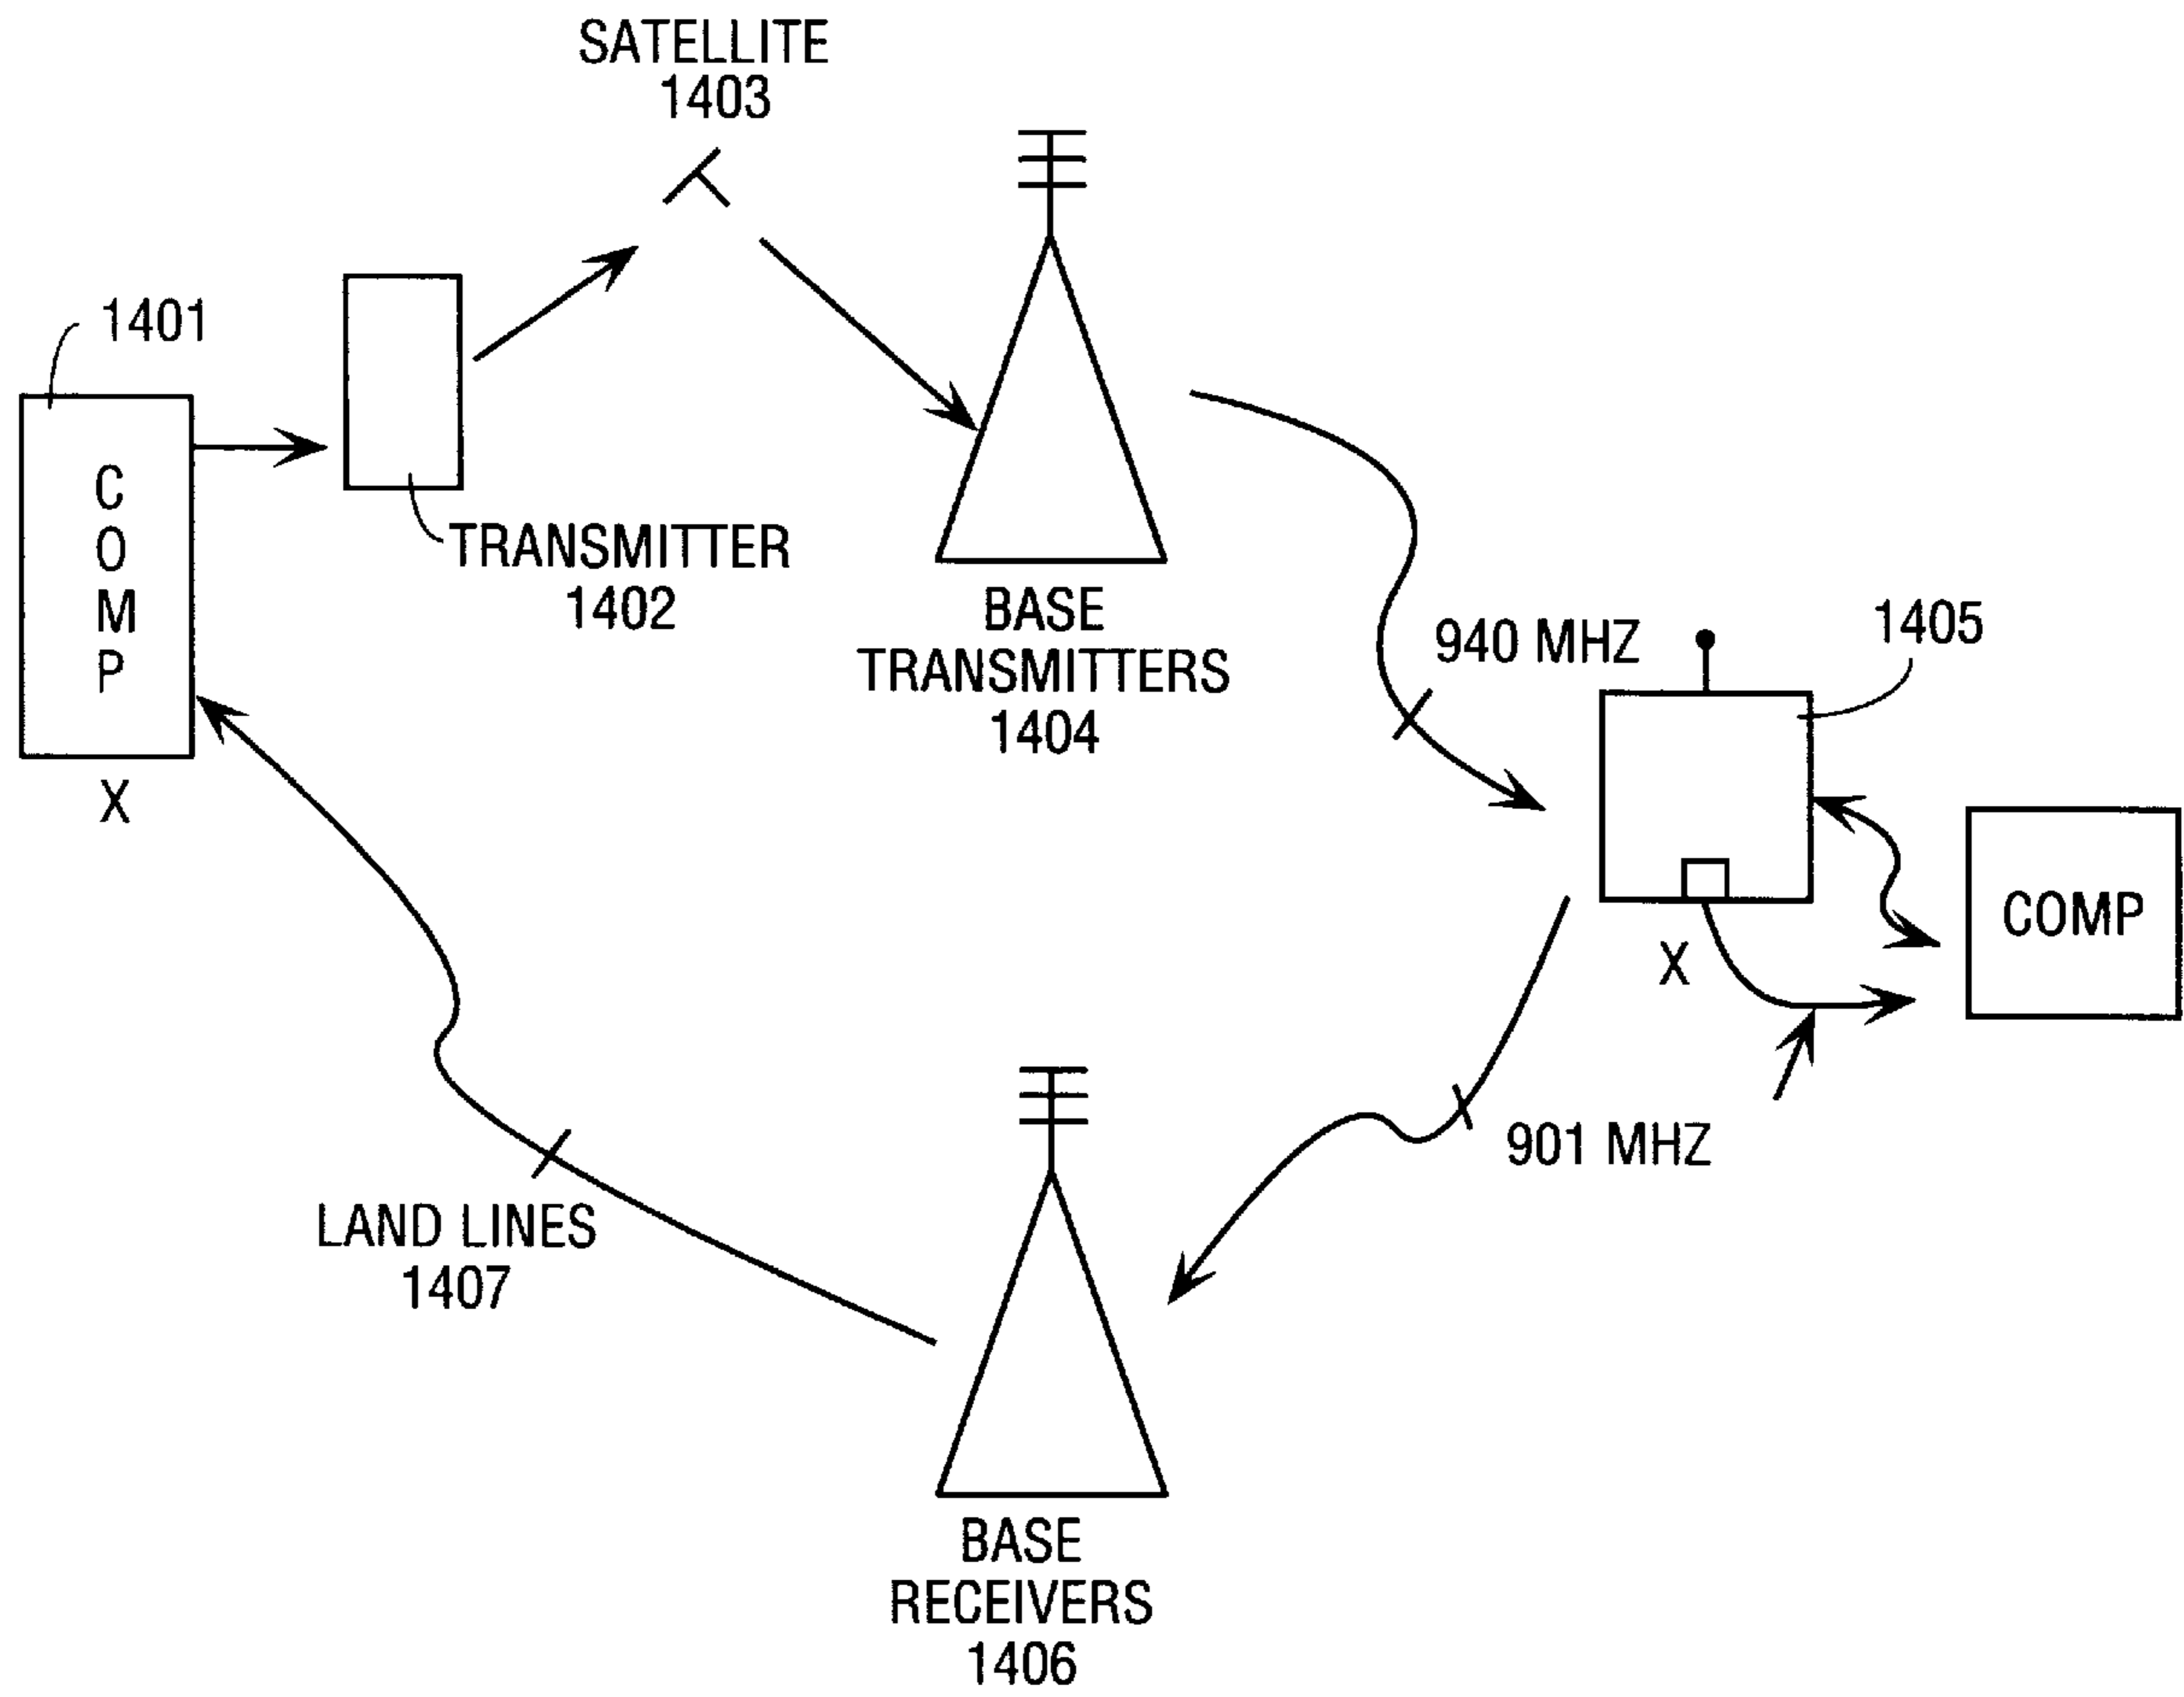 SATELLITE
1403
1401
C
O
M
P
X
TRANSMITTER
1402
BASE
TRANSMITTERS
1404
940 MHZ
1405
COMP
X
901 MHZ
LAND LINES
1407
BASE
RECEIVERS
1406